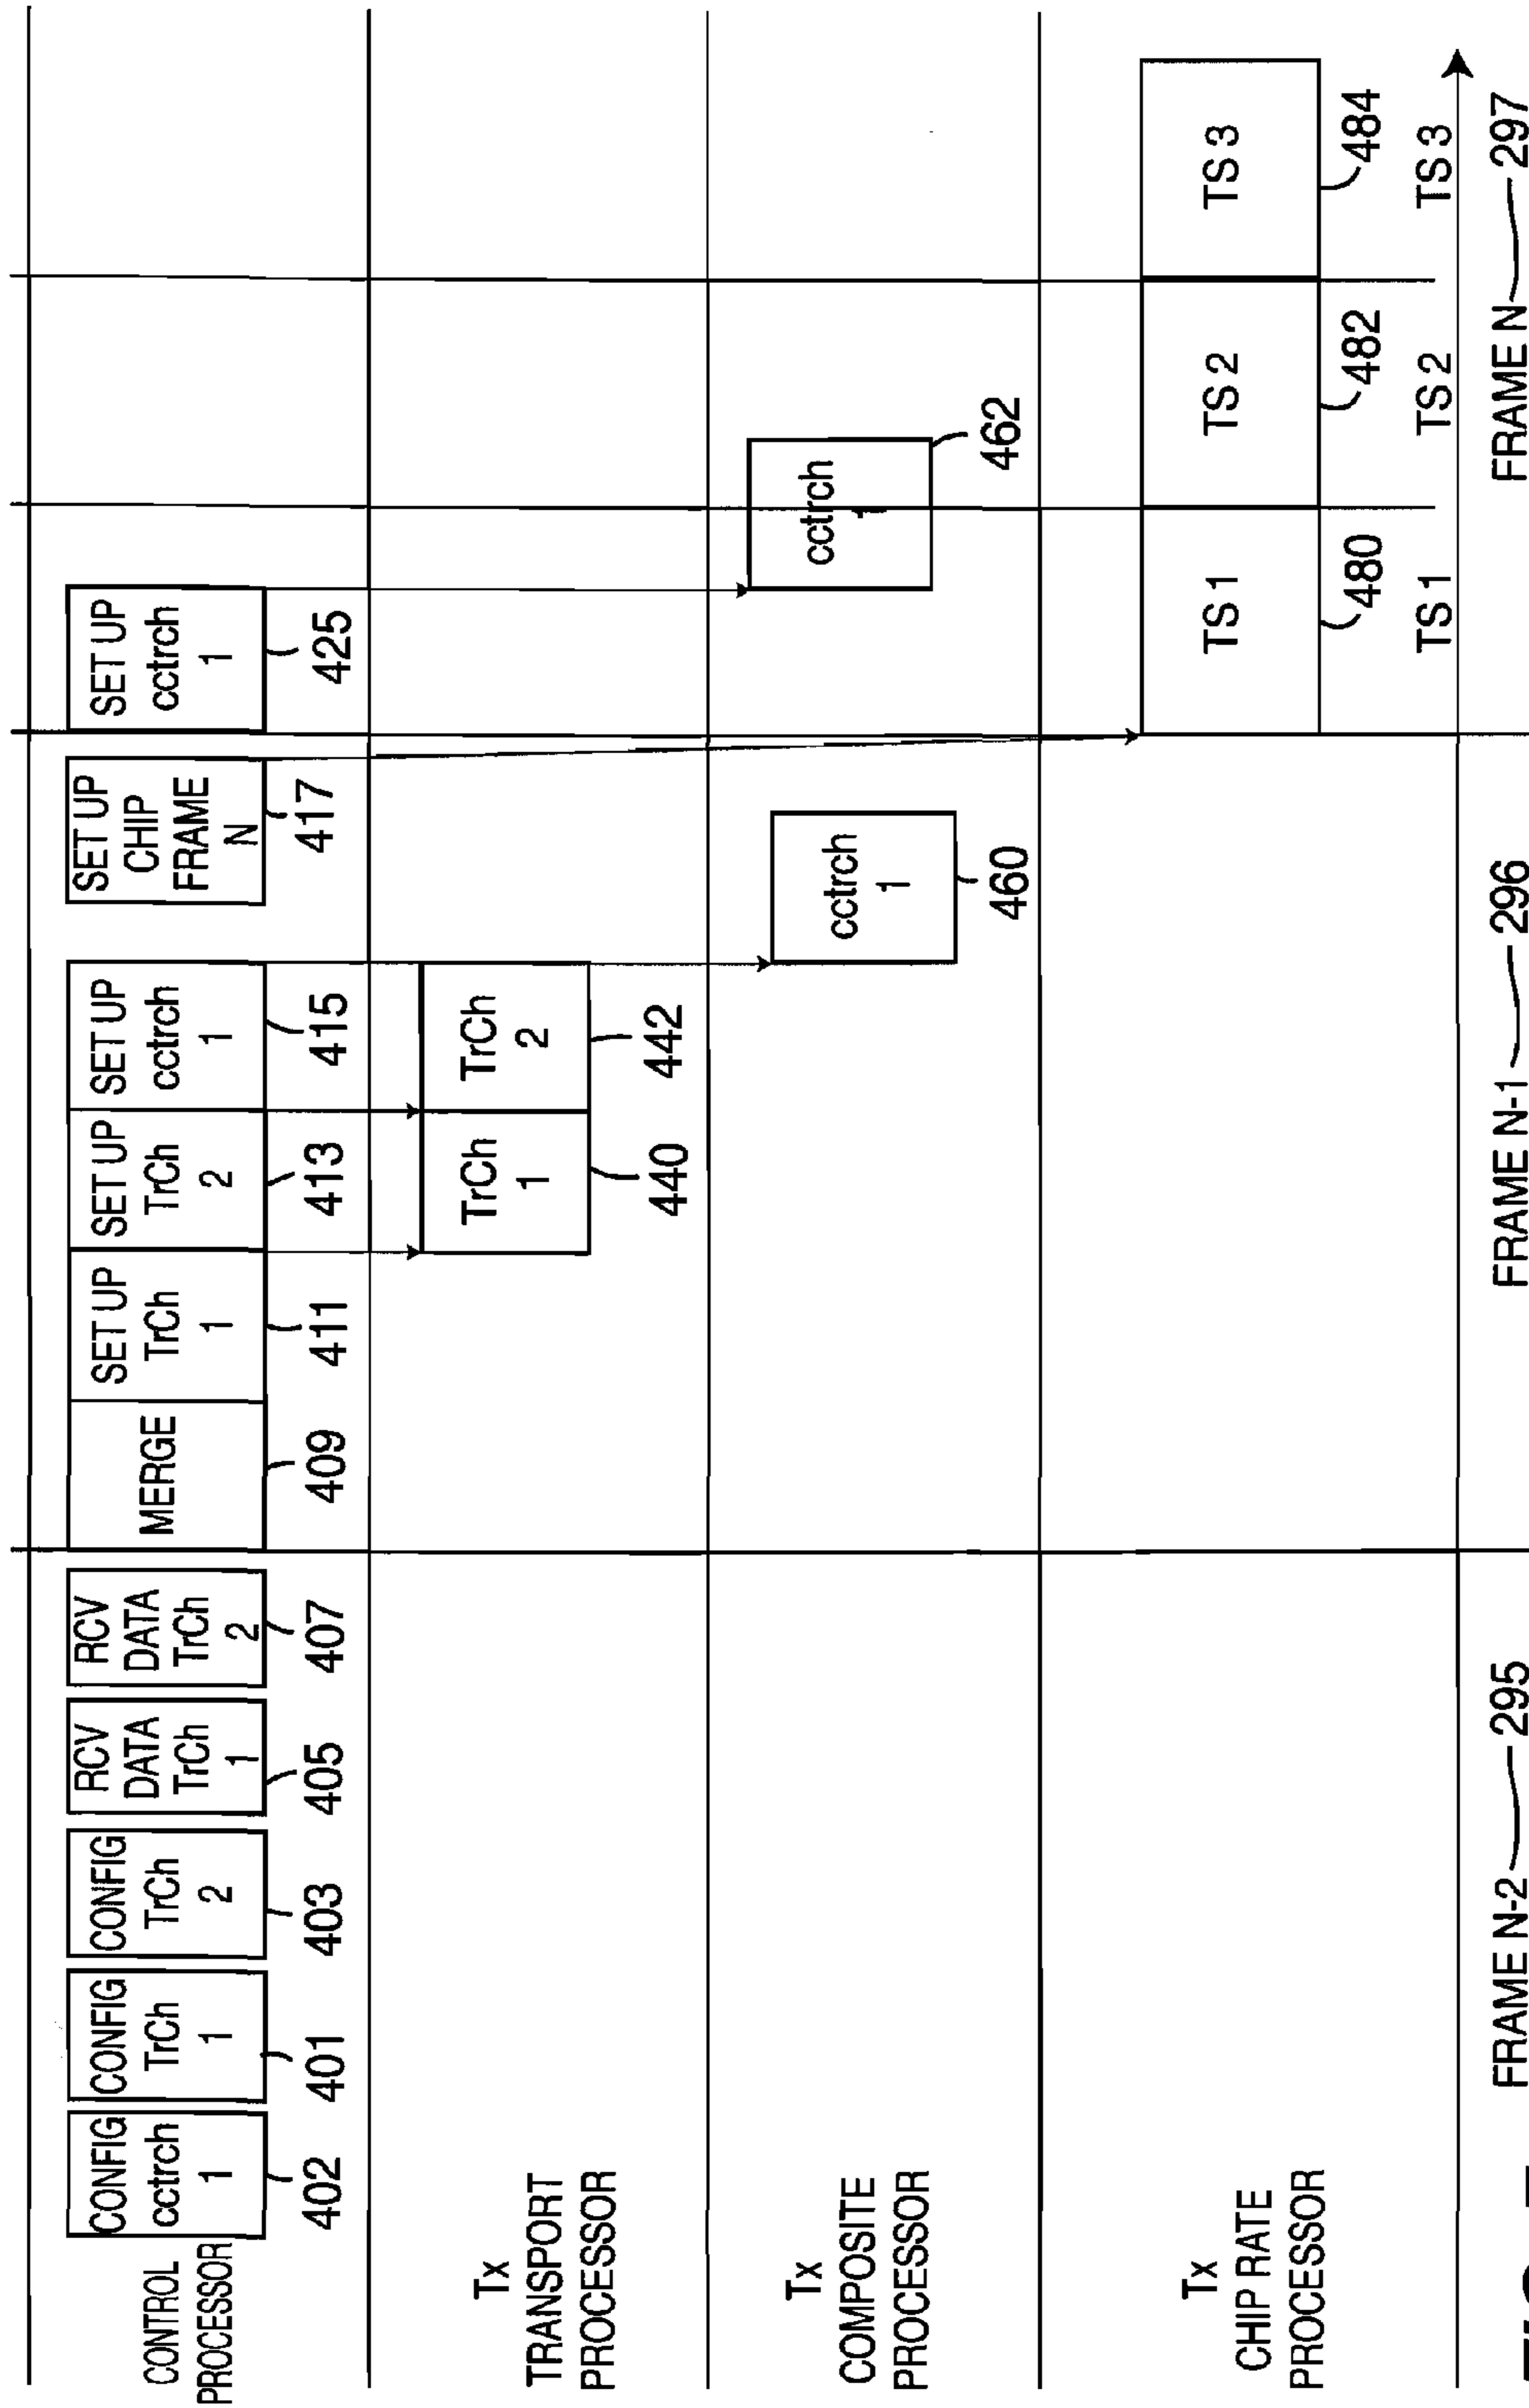 CONTROL
PROCESSOR
CONFIG
cctrch
1
402
CONFIG
TrCh
1
401
CONFIG
TrCh
2
403
RCV
DATA
TrCh
1
405
RCV
DATA
TrCh
2
407
MERGE
409
SET UP
TrCh
1
411
SET UP
TrCh
2
413
SET UP
cctrch
1
415
SET UP
CHIP
FRAME
N
417
SET UP
cctrch
1
425
Tx
TRANSPORT
PROCESSOR
TrCh
1
440
TrCh
2
442
Tx
COMPOSITE
PROCESSOR
cctrch
1
460
cctrch
1
462
Tx
CHIP RATE
PROCESSOR
TS 1
480
TS 2
482
TS 3
484
TS 1
TS 2
TS 3
FRAME N-2 295
FRAME N-1 296
FRAME N 297